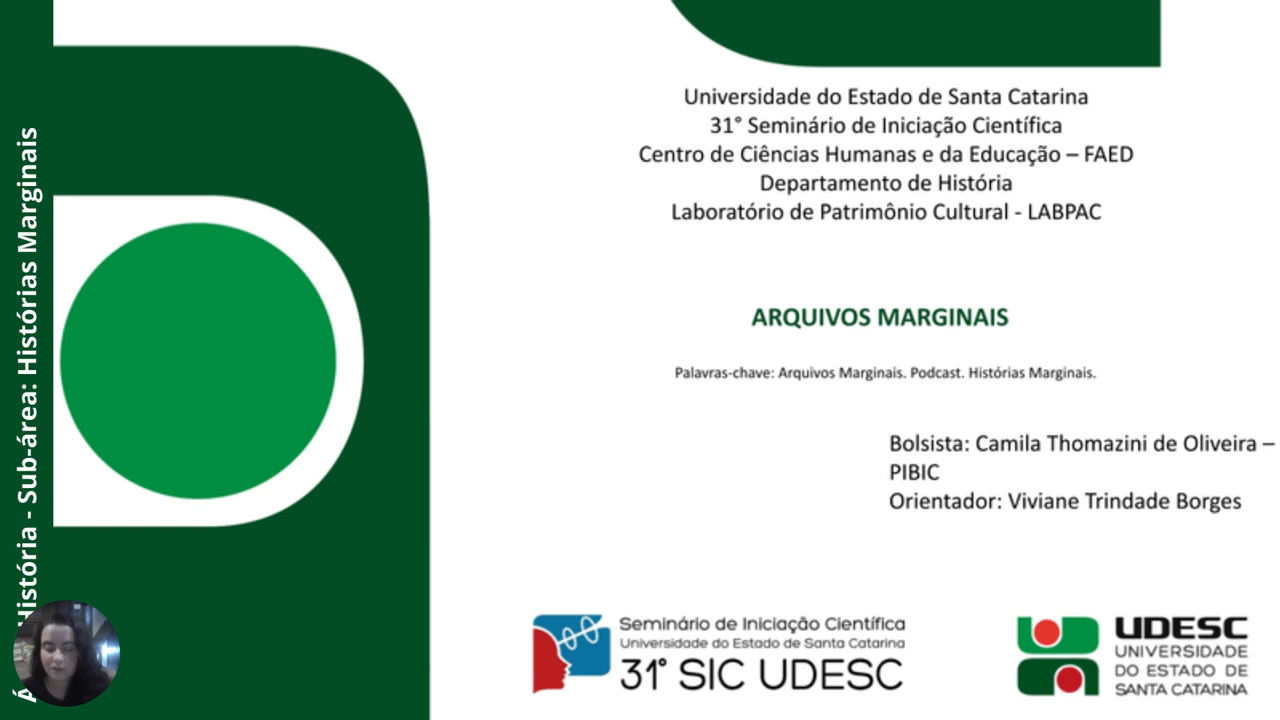 História - Sub-área: Histórias Marginais
Universidade do Estado de Santa Catarina
31° Seminário de Iniciação Científica
Centro de Ciências Humanas e da Educação – FAED
Departamento de História
Laboratório de Patrimônio Cultural - LABPAC
ARQUIVOS MARGINAIS
Palavras-chave: Arquivos Marginais. Podcast. Histórias Marginais.
Bolsista: Camila Thomazini de Oliveira –
PIBIC
Orientador: Viviane Trindade Borges
Seminário de Iniciação Científica
Universidade do Estado de Santa Catarina
31° SIC UDESC
UDESC
UNIVERSIDADE
DO ESTADO DE
SANTA CATARINA